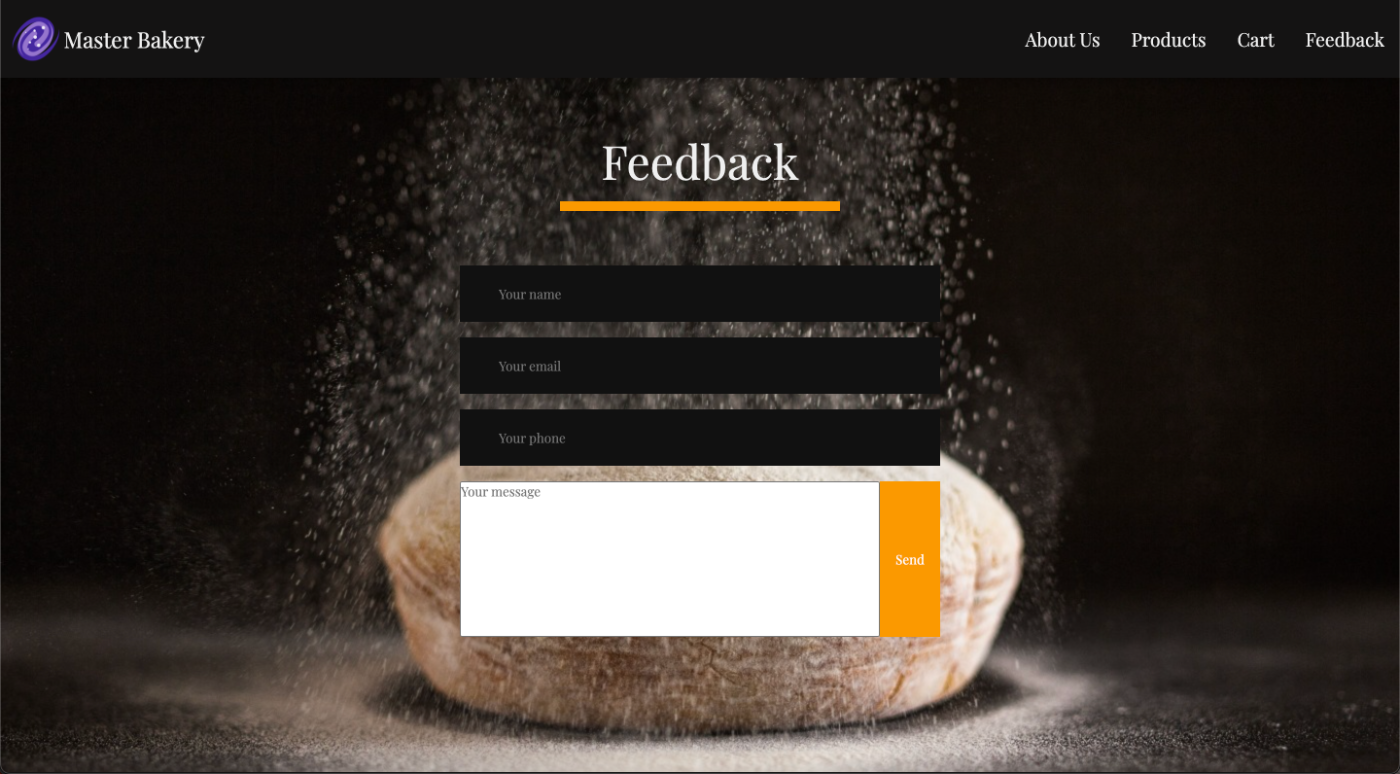 Master Bakery
About Us
Products
Cart
Feedback
Feedback
Your name
Your email
Your phone
Your message
Send